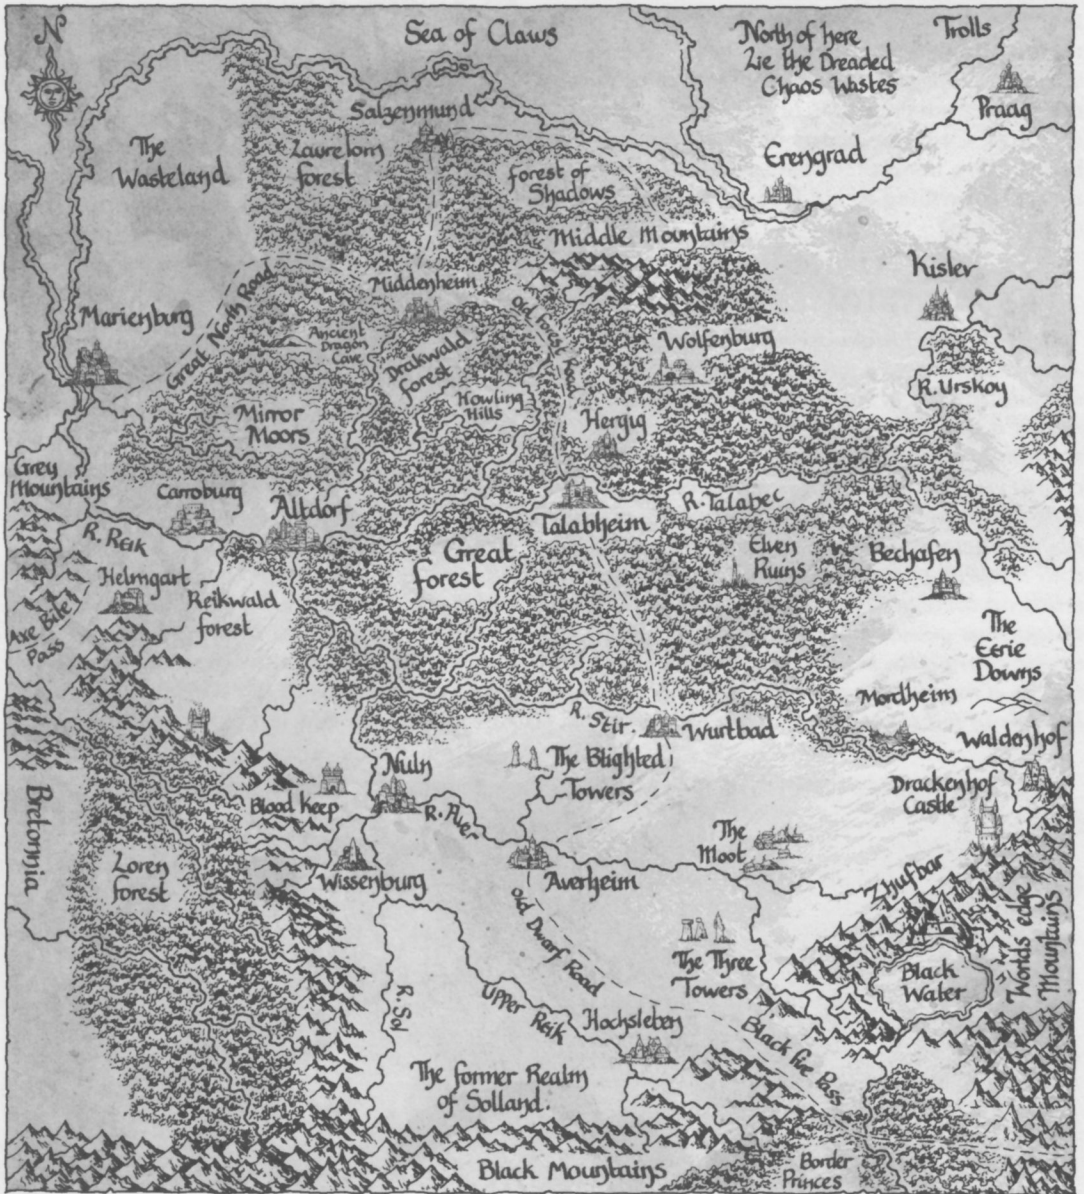 N
Sea of Claws
North of here
Lie the Dreaded
Chaos Wastes
Trolls
Praag
Salzenmund
The
Wasteland
Laurelorn
forest
forest of
Shadows
Erengrad
Middle Mountains
Kislev
Middenheim
Great North Road
Marienburg
Ancient
Dragon
Cave
Drakwald
forest
Wolfenburg
R. Urskoy
Howling
Hills
Mirror
Moors
Hergig
Grey
Mountains
Carroburg
Altdorf
Talabheim
R. Talabec
R. Reik
Great
forest
Elven
Ruins
Bechafen
Helmgart
Reikwald
forest
Axe Bite
Pass
The
Eerie
Downs
Mordheim
R. Stir
Wurtbad
Waldenhof
Nuln
The Blighted
Towers
Drackenhof
Castle
Bretonnia
Blood keep
R. Aver
The
Moot
Loren
forest
Wissenburg
Averheim
Zhufbar
Worlds edge
Mountains
Old Dwarf Road
The Three
Towers
Black
Water
R. Sol
Upper Reik
Hochsleben
Black fire Pass
The former Realm
of Solland.
Black Mountains
Border
Princes